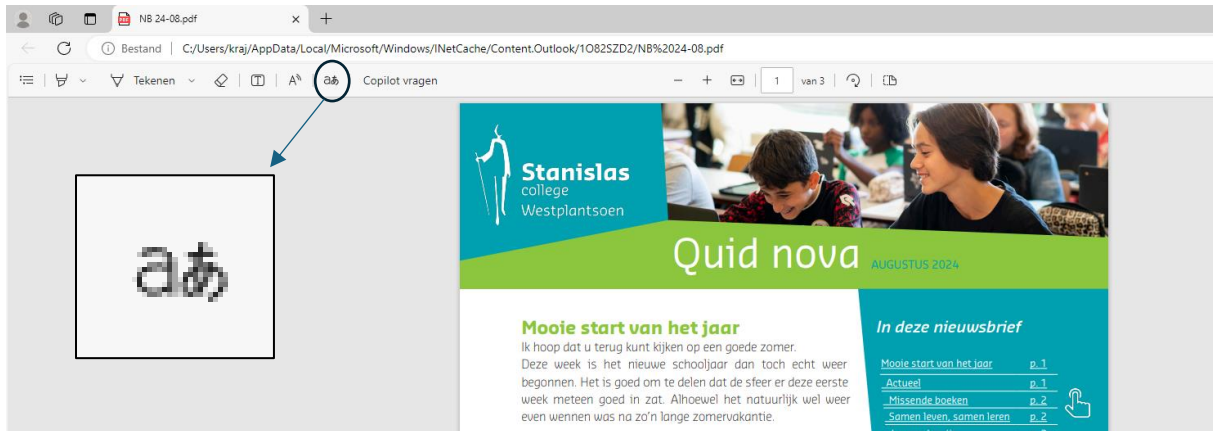 NB 24-08.pdf
Bestand | C:/Users/kraj/AppData/Local/Microsoft/Windows/INetCache/Content.Outlook/1O82SZD2/NB%2024-08.pdf
Tekenen aあ Copilot vragen 1 van 3
aあ
Stanislas
college
Westplantsoen
Quid nova AUGUSTUS 2024
Mooie start van het jaar
Ik hoop dat u terug kunt kijken op een goede zomer.
Deze week is het nieuwe schooljaar dan toch echt weer
begonnen. Het is goed om te delen dat de sfeer er deze eerste
week meteen goed in zat. Alhoewel het natuurlijk wel weer
even wennen was na zo'n lange zomervakantie.
In deze nieuwsbrief
Mooie start van het jaar p. 1
Actueel p. 1
Missende boeken p. 2
Samen leven, samen leren p. 2